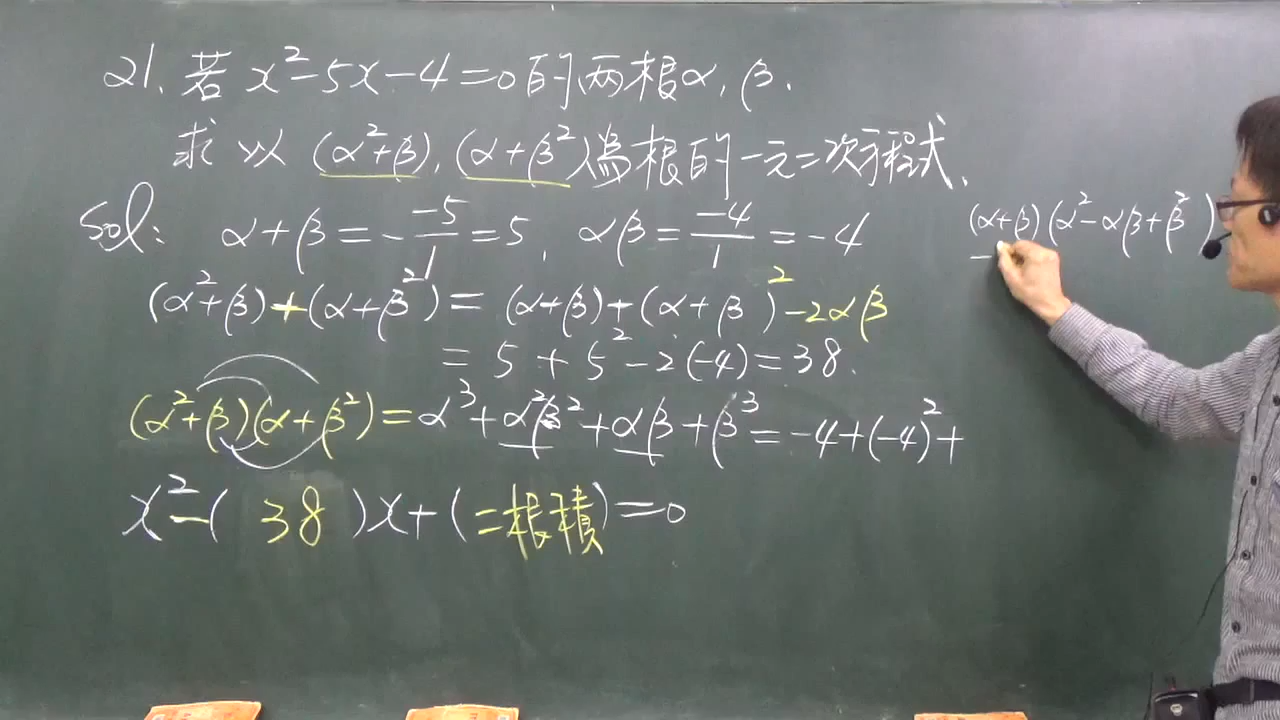 21. 若 x²-5x-4=0的兩根α, β.
求以 (α²+β), (α+β²)為根的一元二次方程式.
Sol: α+β = -\frac{-5}{1} = 5, αβ = \frac{-4}{1} = -4
(α+β)(α²-αβ+β²)
(α²+β)+(α+β²) = (α+β)+(α+β)²-2αβ
= 5 + 5² - 2(-4) = 38.
(α²+β)(α+β²) = α³+α²β²+αβ+β³ = -4+(-4)²+
x²-( 38 )x+(二根積)=0